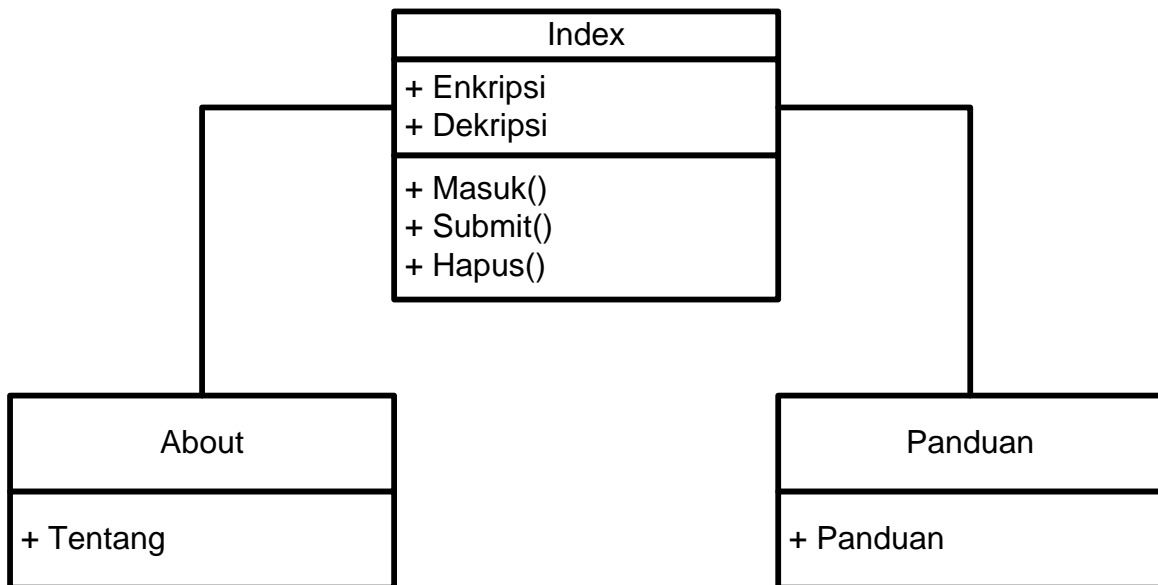 Index
+ Enkripsi
+ Dekripsi
+ Masuk()
+ Submit()
+ Hapus()
About
+ Tentang
Panduan
+ Panduan